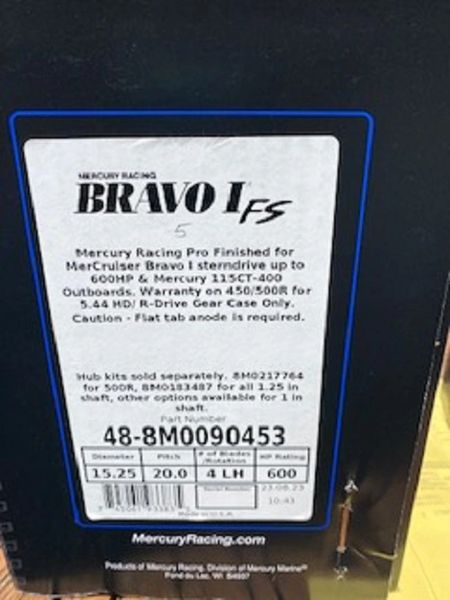 MERCURY RACING
BRAVO I FS
5
Mercury Racing Pro Finished for
MerCruiser Bravo I sterndrive up to
600HP & Mercury 115CT-400
Outboards. Warranty on 450/500R for
5.44 HD/ R-Drive Gear Case Only.
Caution - Flat tab anode is required.
Hub kits sold separately. 8M0217764
for 500R, 8M0183487 for all 1.25 in
shaft, other options available for 1 in
shaft.
Part Number
48-8M0090453
Diameter Pitch # of Blades /Rotation HP Rating
15.25 20.0 4 LH 600
Serial Number 23.08.23
10:43
Made in U.S.A.
MercuryRacing.com
Products of Mercury Racing, Division of Mercury Marine
Fond du Lac, WI 54937